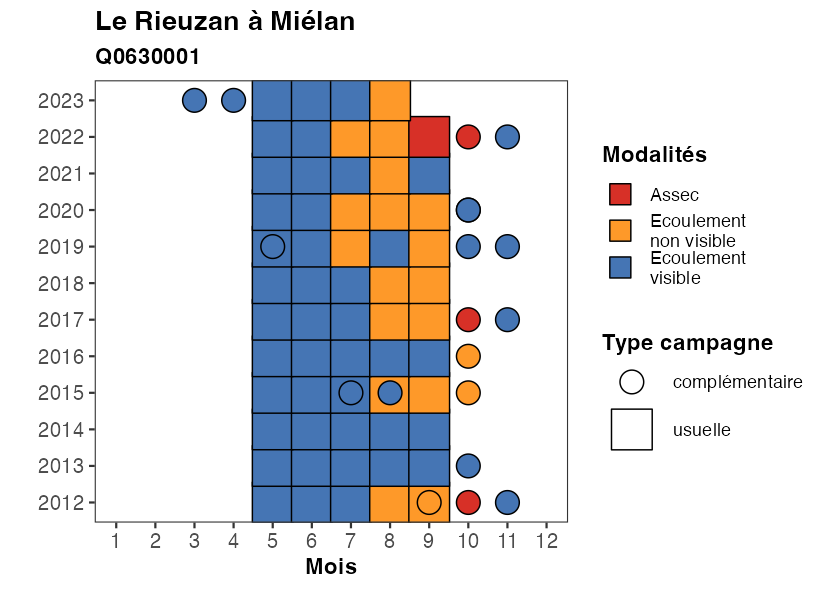 Le Rieuzan à Miélan
Q0630001
2023
2022
2021
2020
2019
2018
2017
2016
2015
2014
2013
2012
1 2 3 4 5 6 7 8 9 10 11 12
Mois
Modalités
Assec
Ecoulement
non visible
Ecoulement
visible
Type campagne
complémentaire
usuelle